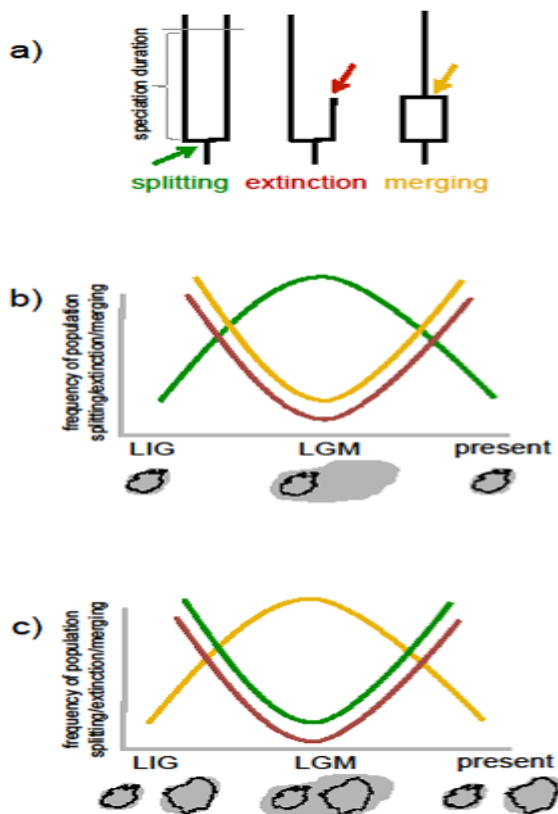 a)
speciation duration
splitting extinction merging
b)
frequency of population
splitting/extinction/merging
LIG LGM present
c)
frequency of population
splitting/extinction/merging
LIG LGM present